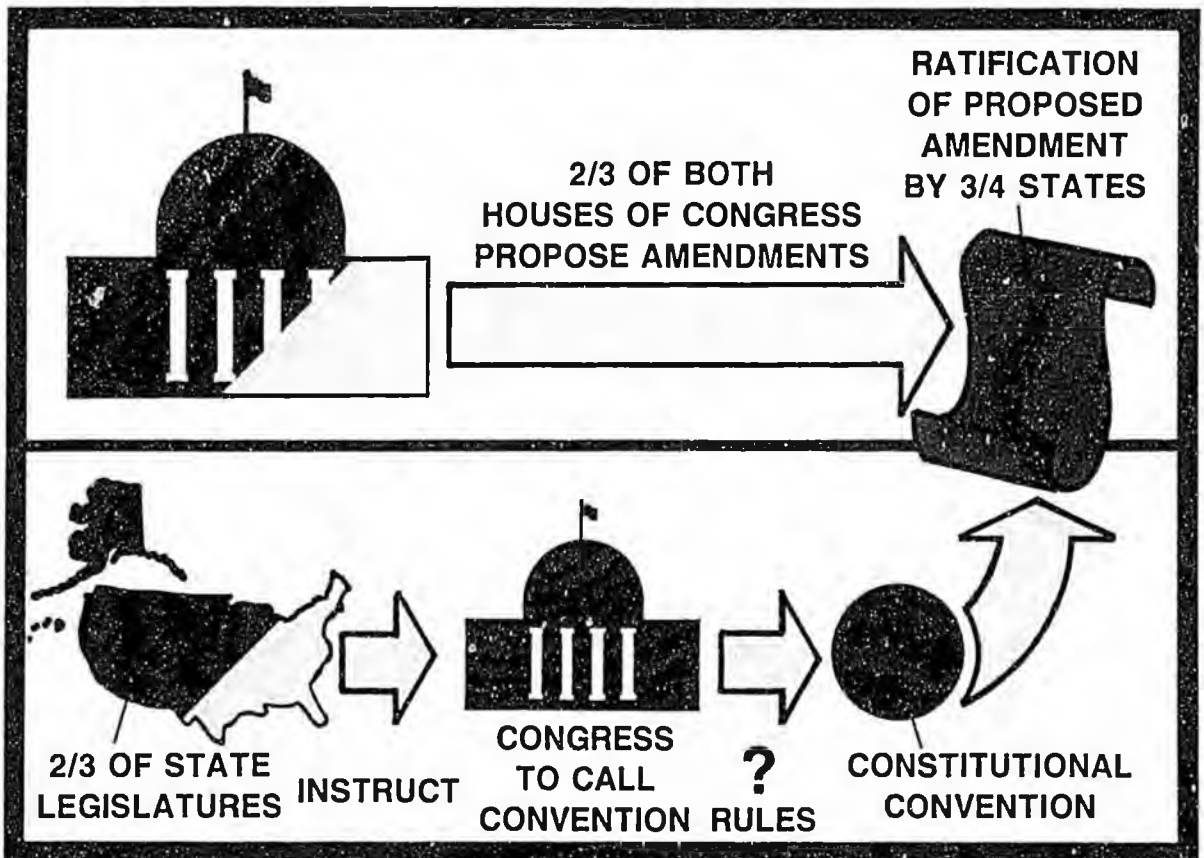 RATIFICATION
OF PROPOSED
AMENDMENT
BY 3/4 STATES
2/3 OF BOTH
HOUSES OF CONGRESS
PROPOSE AMENDMENTS
2/3 OF STATE
LEGISLATURES
INSTRUCT
CONGRESS
TO CALL
CONVENTION
?
RULES
CONSTITUTIONAL
CONVENTION